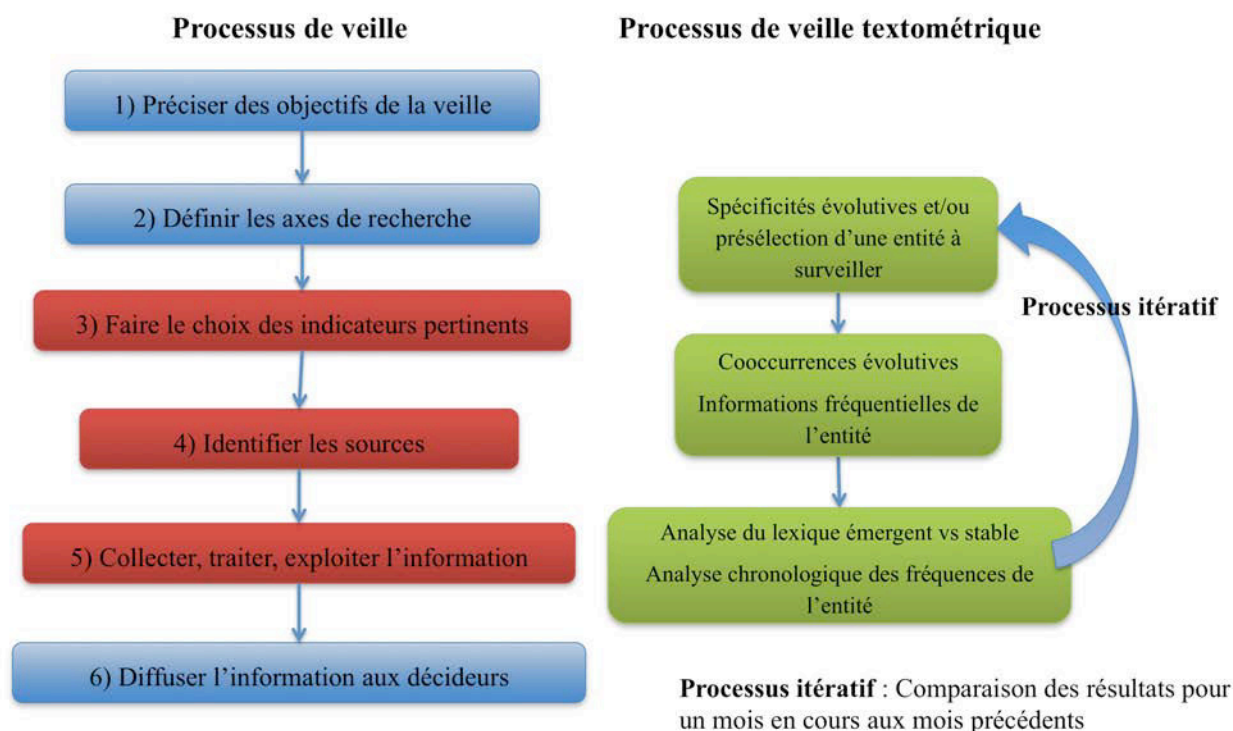 Processus de veille
1) Préciser des objectifs de la veille
2) Définir les axes de recherche
3) Faire le choix des indicateurs pertinents
4) Identifier les sources
5) Collecter, traiter, exploiter l'information
6) Diffuser l'information aux décideurs
Processus de veille textométrique
Spécificités évolutives et/ou
présélection d'une entité à
surveiller
Processus itératif
Cooccurrences évolutives
Informations fréquentielles de
l'entité
Analyse du lexique émergent vs stable
Analyse chronologique des fréquences de
l'entité
Processus itératif : Comparaison des résultats pour
un mois en cours aux mois précédents